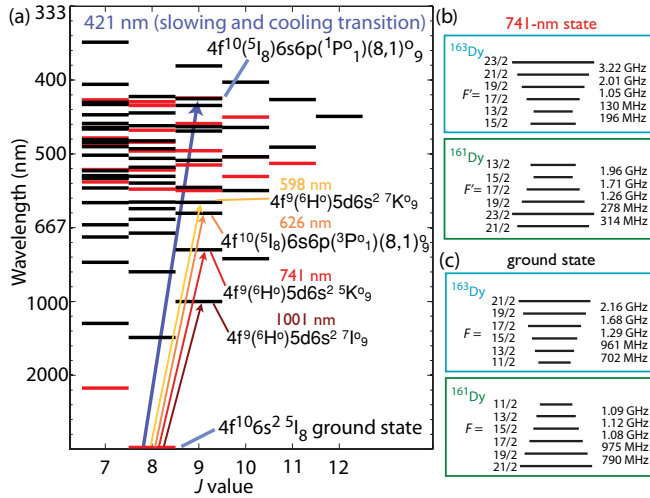 (a)
421 nm (slowing and cooling transition)
4f¹⁰(⁵I₈)6s6p(¹Pᵒ₁)(8,1)ᵒ₉
333
400
500
667
1000
2000
Wavelength (nm)
598 nm
4f⁹(⁶Hᵒ)5d6s² ⁷Kᵒ₉
626 nm
4f¹⁰(⁵I₈)6s6p(³Pᵒ₁)(8,1)ᵒ₉
741 nm
4f⁹(⁶Hᵒ)5d6s² ⁵Kᵒ₉
1001 nm
4f⁹(⁶Hᵒ)5d6s² ⁷Iᵒ₉
4f¹⁰6s² ⁵I₈ ground state
7 8 9 10 11 12
J value
(b)
741-nm state
¹⁶³Dy
F' =
23/2
21/2
19/2
17/2
13/2
15/2
3.22 GHz
2.01 GHz
1.05 GHz
130 MHz
196 MHz
¹⁶¹Dy
F' =
13/2
15/2
17/2
19/2
23/2
21/2
1.96 GHz
1.71 GHz
1.26 GHz
278 MHz
314 MHz
(c)
ground state
¹⁶³Dy
F =
21/2
19/2
17/2
15/2
13/2
11/2
2.16 GHz
1.68 GHz
1.29 GHz
961 MHz
702 MHz
¹⁶¹Dy
F =
11/2
13/2
15/2
17/2
19/2
21/2
1.09 GHz
1.12 GHz
1.08 GHz
975 MHz
790 MHz